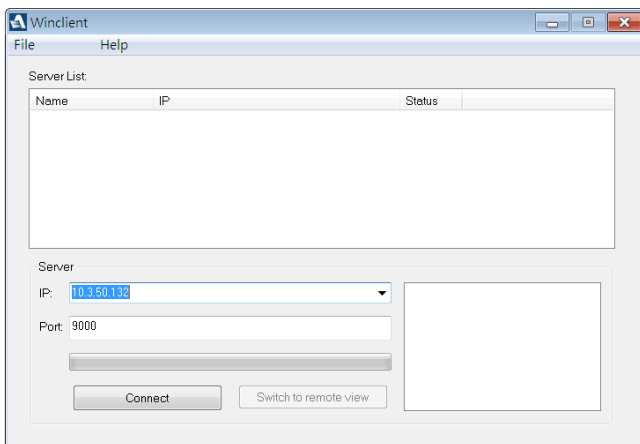 Winclient
File Help
Server List:
Name IP Status
Server
IP: 10.3.50.132
Port: 9000
Connect Switch to remote view